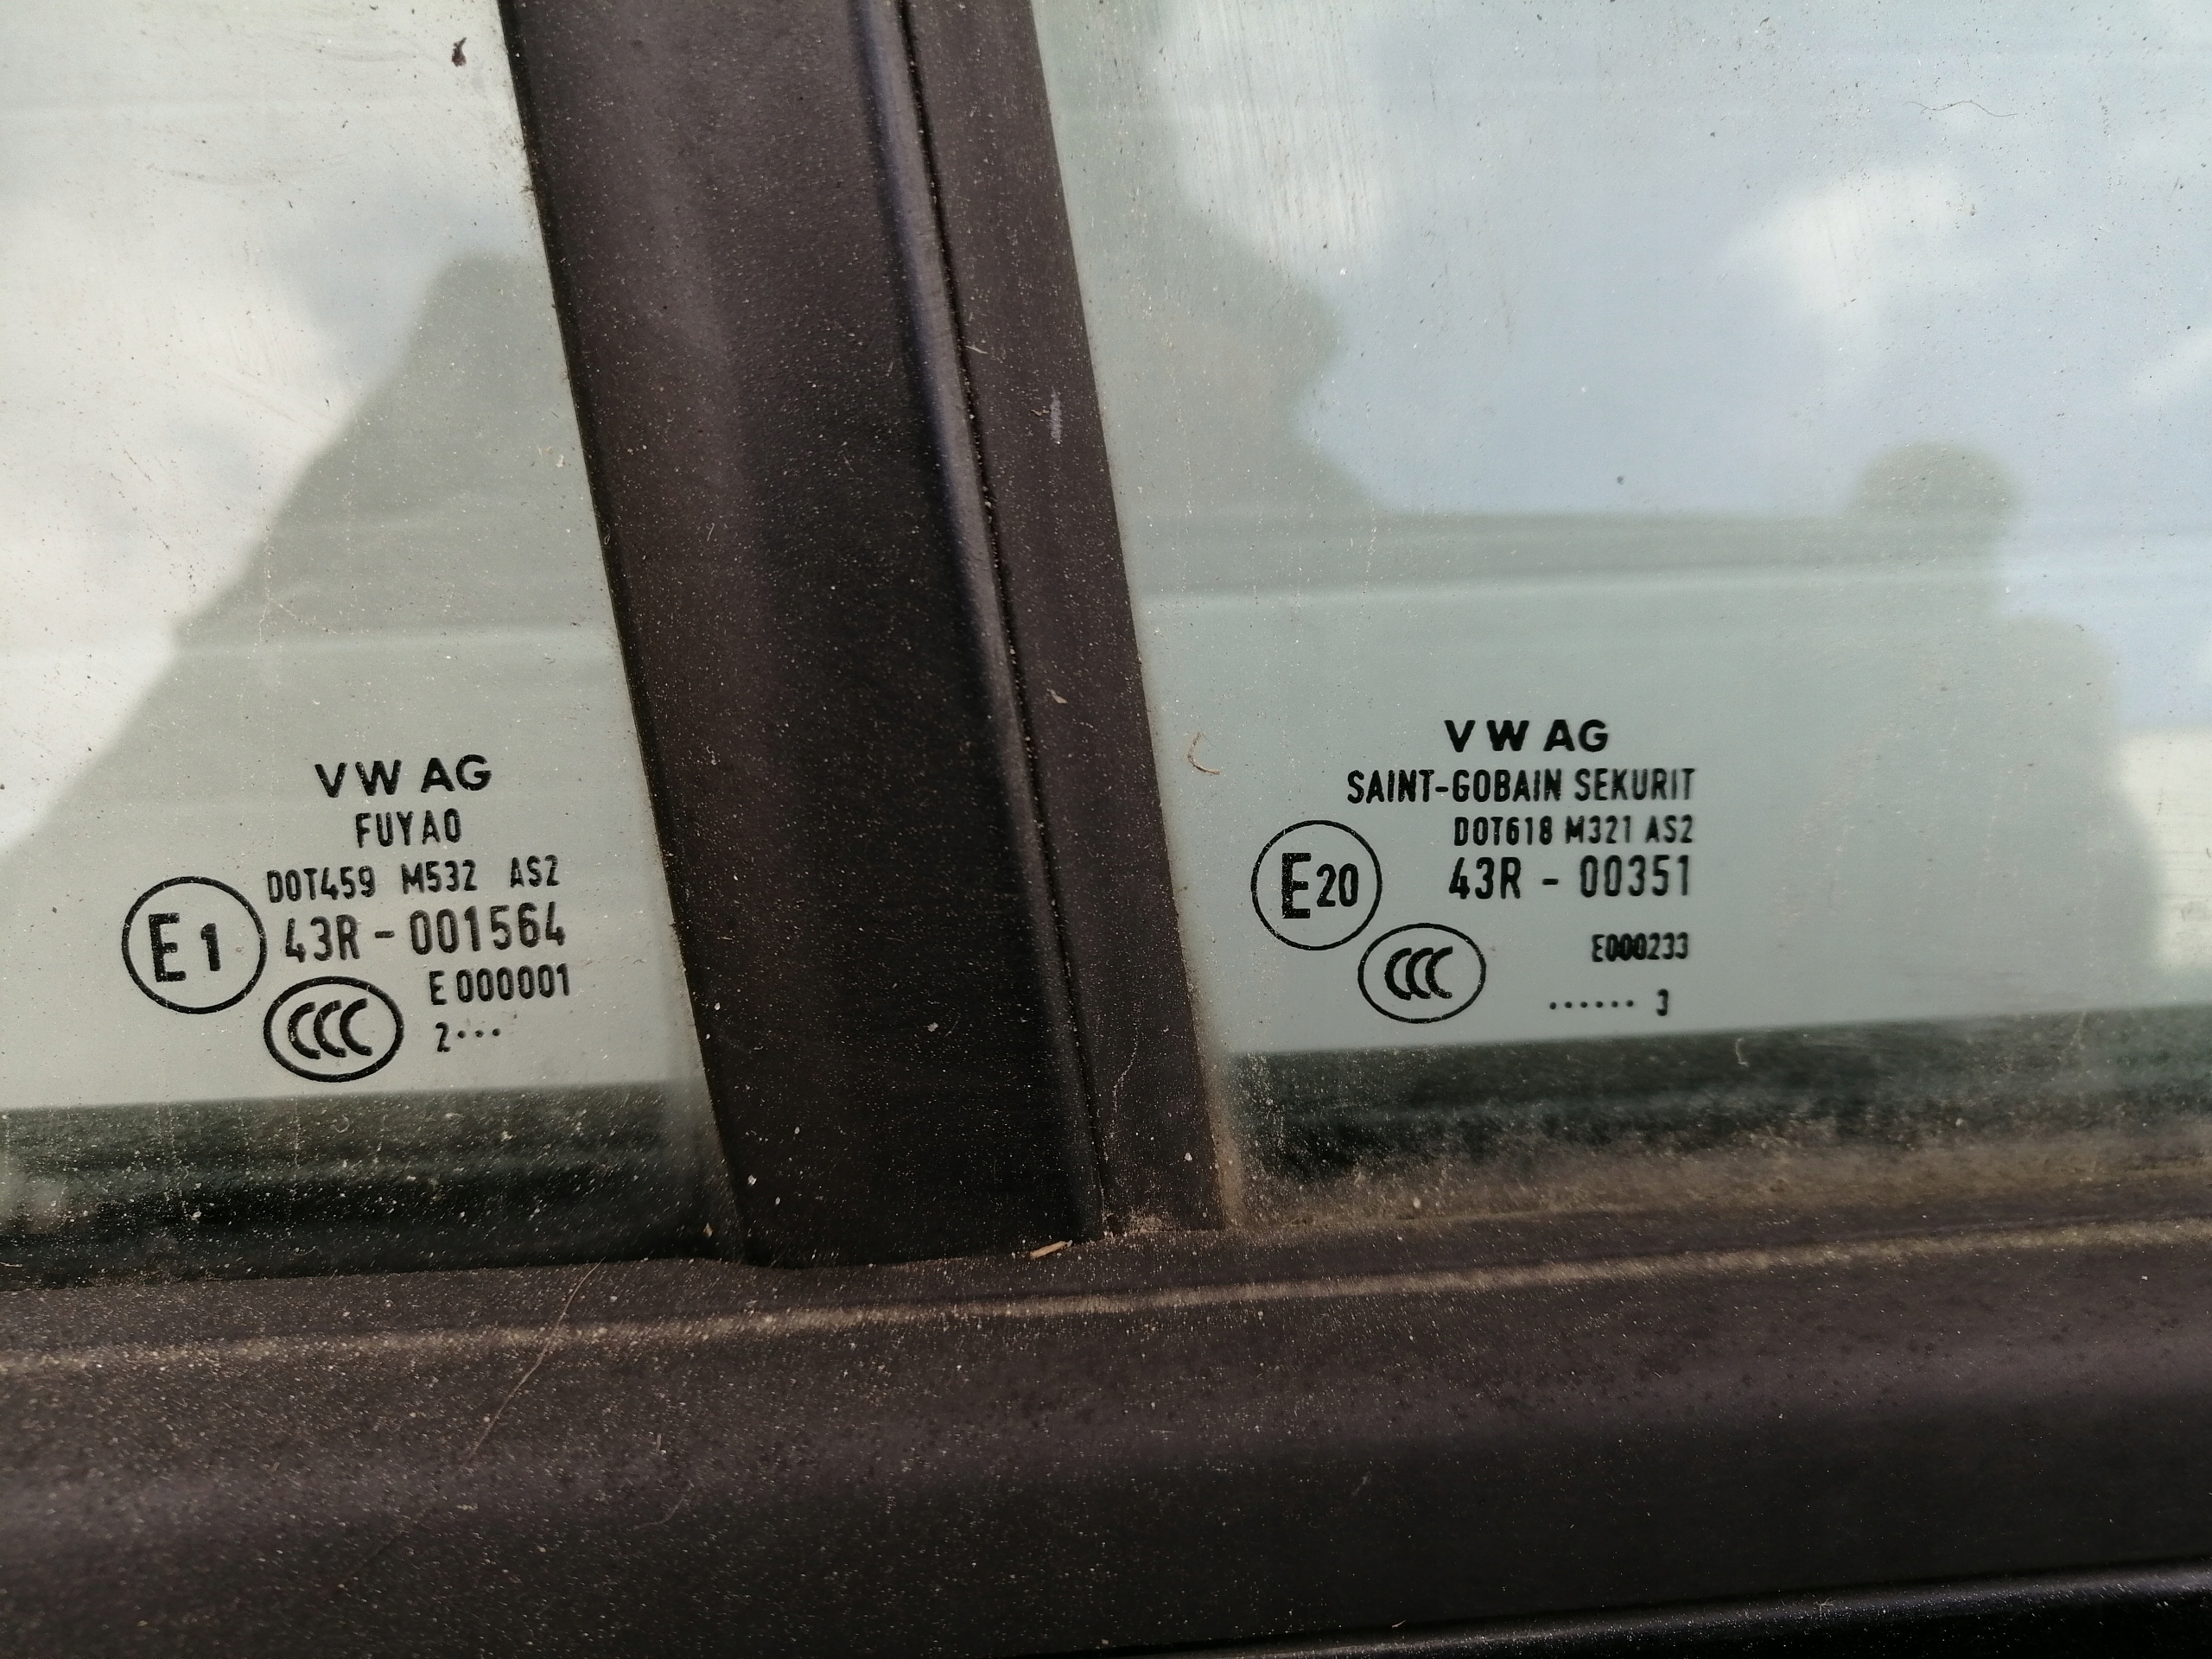 VW AG
FUYAO
DOT459 M532 AS2
E1 43R-001564
CCC E000001
2...
VW AG
SAINT-GOBAIN SEKURIT
DOT618 M321 AS2
E20 43R - 00351
CCC E000233
...... 3